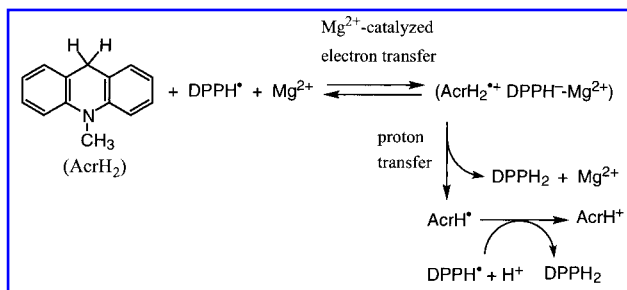 H H
N
CH₃
(AcrH₂)
+ DPPH• + Mg²⁺
Mg²⁺-catalyzed
electron transfer
(AcrH₂•⁺ DPPH⁻-Mg²⁺)
proton
transfer
DPPH₂ + Mg²⁺
AcrH•
AcrH⁺
DPPH• + H⁺
DPPH₂